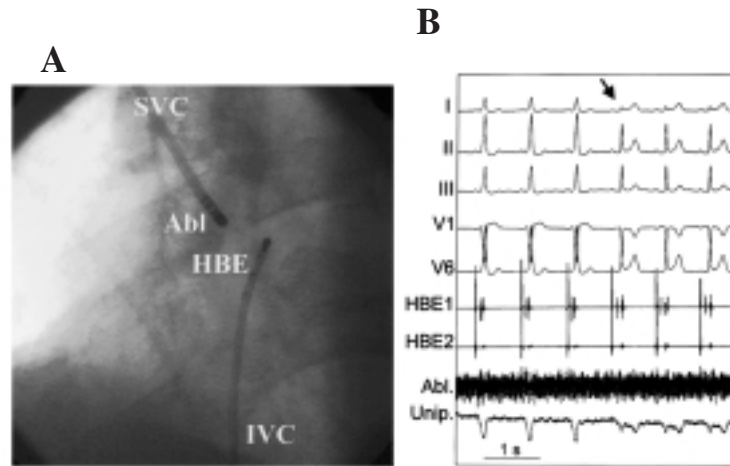 A
SVC
Abl
HBE
IVC
B
I
II
III
V1
V6
HBE1
HBE2
Abl.
Unip.
1 s